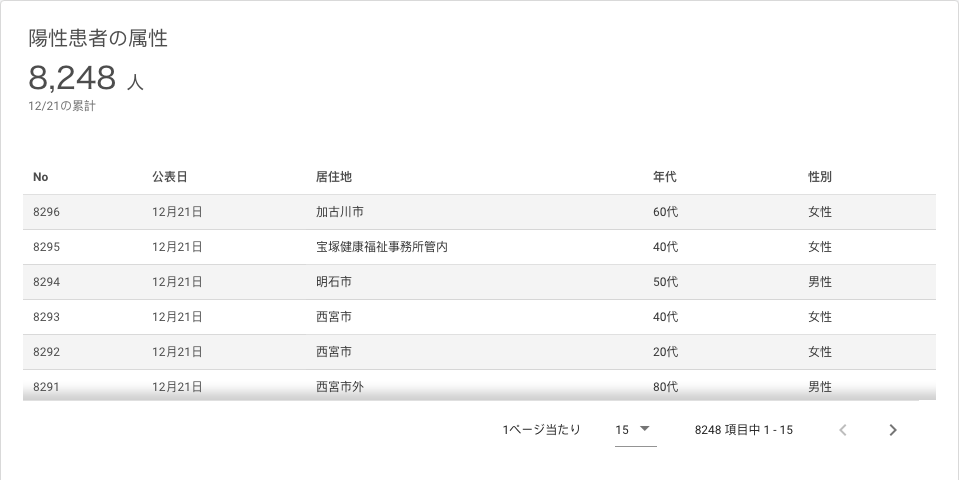 陽性患者の属性
8,248 人
12/21の累計
No 公表日 居住地 年代 性別
8296 12月21日 加古川市 60代 女性
8295 12月21日 宝塚健康福祉事務所管内 40代 女性
8294 12月21日 明石市 50代 男性
8293 12月21日 西宮市 40代 女性
8292 12月21日 西宮市 20代 女性
8291 12月21日 西宮市外 80代 男性
1ページ当たり 15 8248 項目中 1 - 15